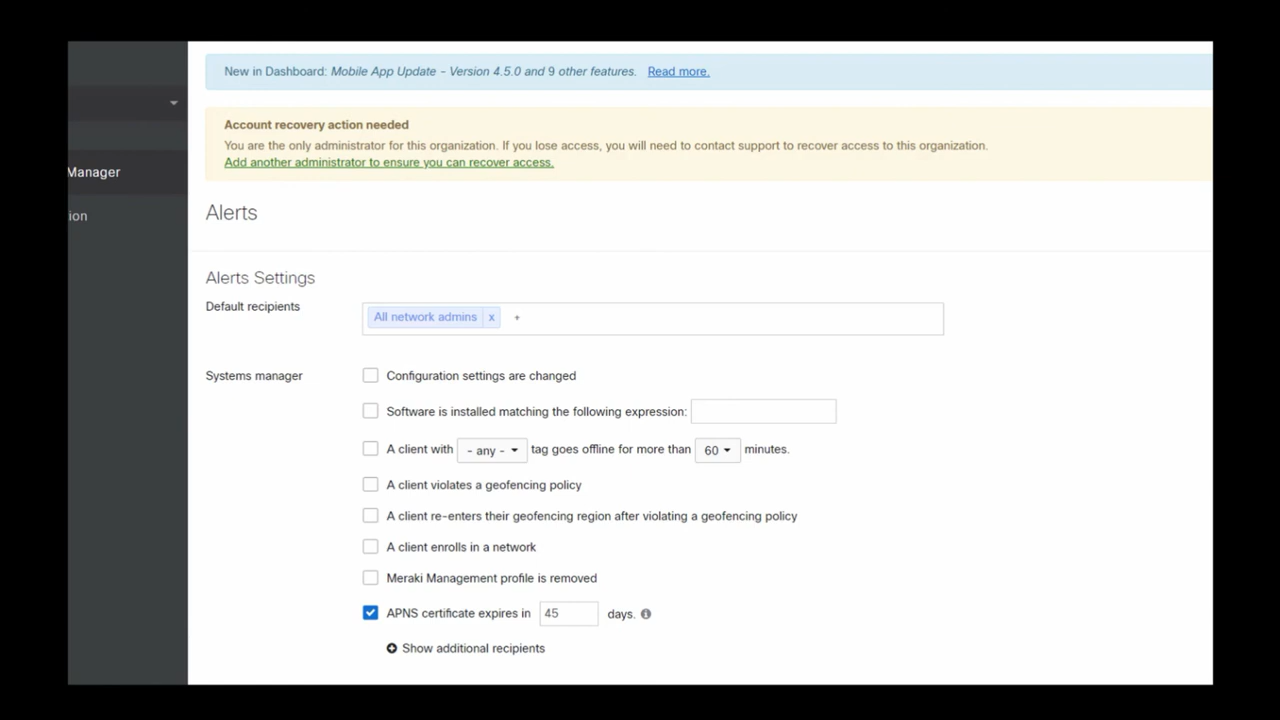 New in Dashboard: Mobile App Update - Version 4.5.0 and 9 other features. Read more.
Account recovery action needed
You are the only administrator for this organization. If you lose access, you will need to contact support to recover access to this organization.
Add another administrator to ensure you can recover access.
Manager
ion
Alerts
Alerts Settings
Default recipients
All network admins x +
Systems manager
Configuration settings are changed
Software is installed matching the following expression:
A client with - any - tag goes offline for more than 60 minutes.
A client violates a geofencing policy
A client re-enters their geofencing region after violating a geofencing policy
A client enrolls in a network
Meraki Management profile is removed
APNS certificate expires in 45 days.
Show additional recipients